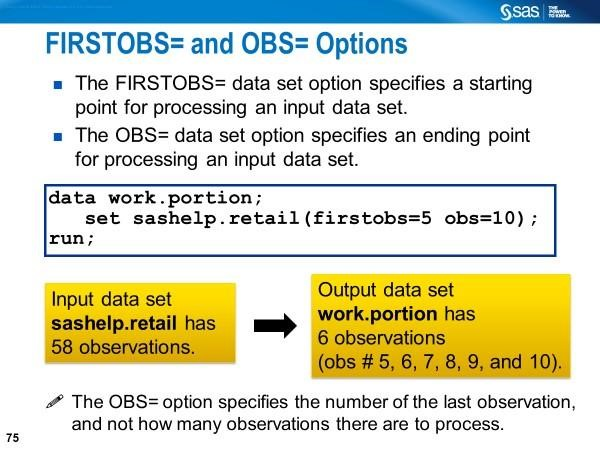 sas THE
POWER
TO KNOW.
FIRSTOBS= and OBS= Options
The FIRSTOBS= data set option specifies a starting
point for processing an input data set.
The OBS= data set option specifies an ending point
for processing an input data set.
data work.portion;
set sashelp.retail(firstobs=5 obs=10);
run;
Input data set
sashelp.retail has
58 observations.
Output data set
work.portion has
6 observations
(obs # 5, 6, 7, 8, 9, and 10).
The OBS= option specifies the number of the last observation,
and not how many observations there are to process.
75